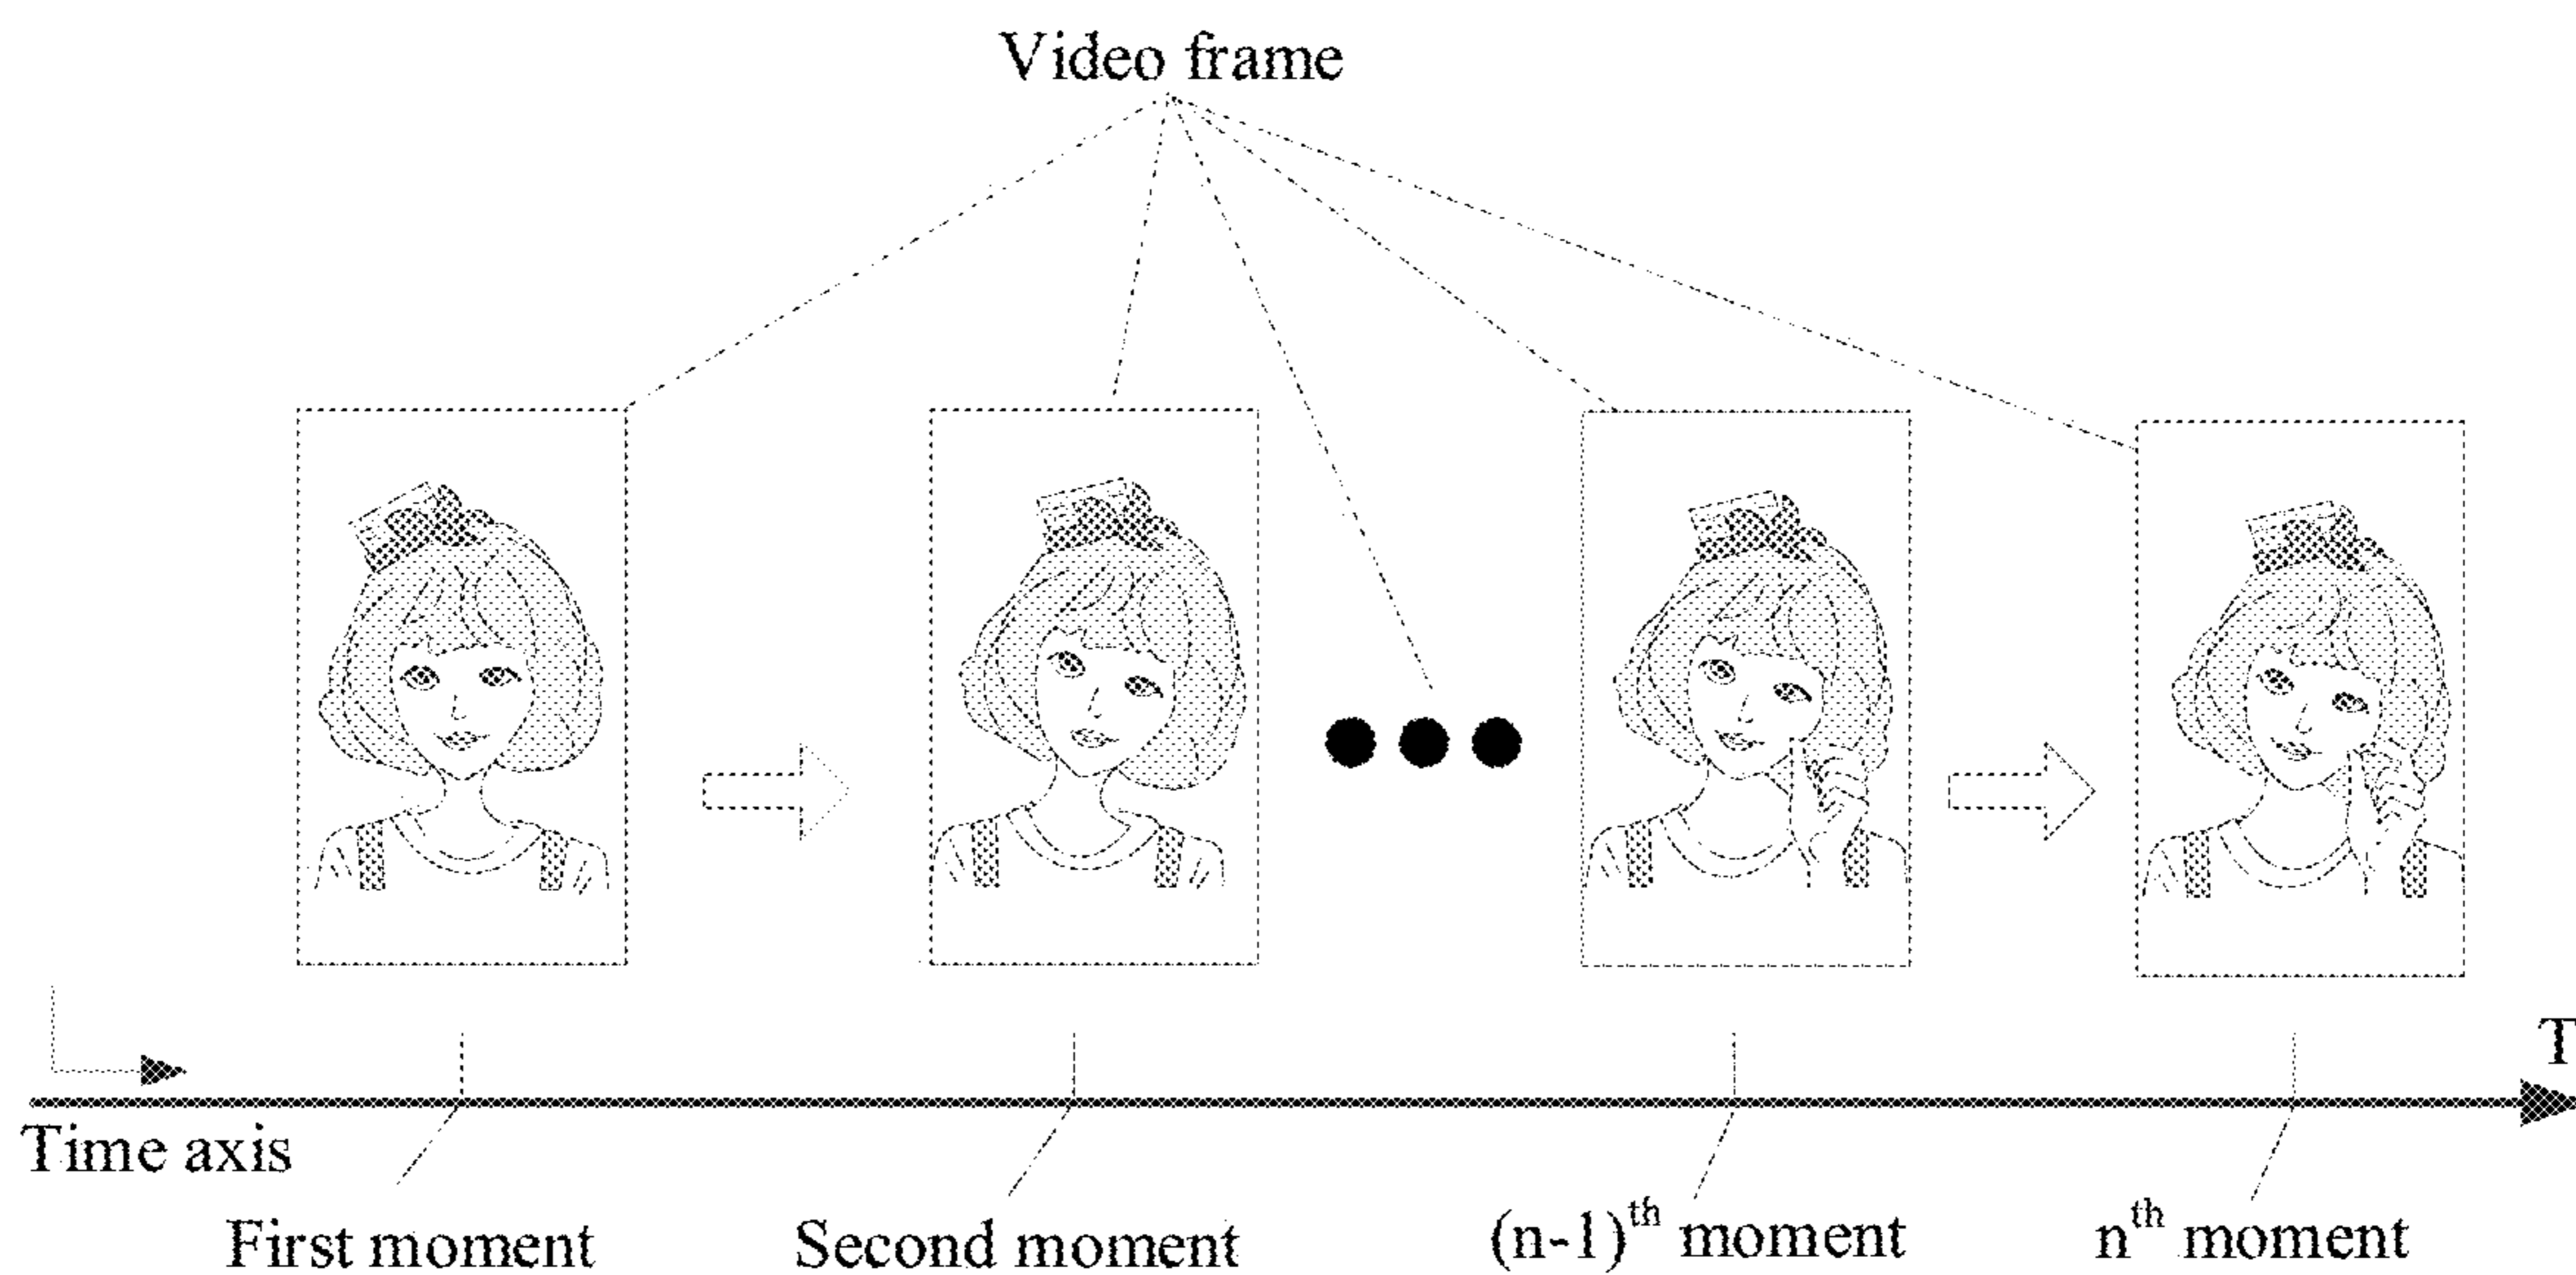 Video frame
T
Time axis
First moment
Second moment
(n-1)th moment
nth moment